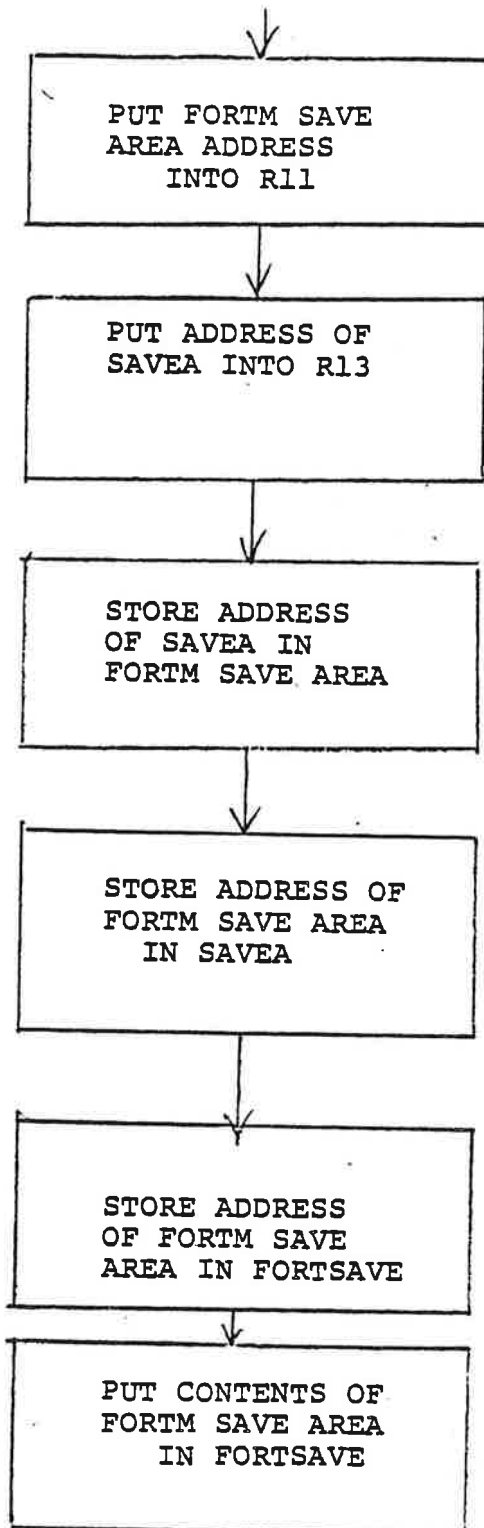 PUT FORTM SAVE
AREA ADDRESS
INTO R11
PUT ADDRESS OF
SAVEA INTO R13
STORE ADDRESS
OF SAVEA IN
FORTM SAVE AREA
STORE ADDRESS OF
FORTM SAVE AREA
IN SAVEA
STORE ADDRESS
OF FORTM SAVE
AREA IN FORTSAVE
PUT CONTENTS OF
FORTM SAVE AREA
IN FORTSAVE